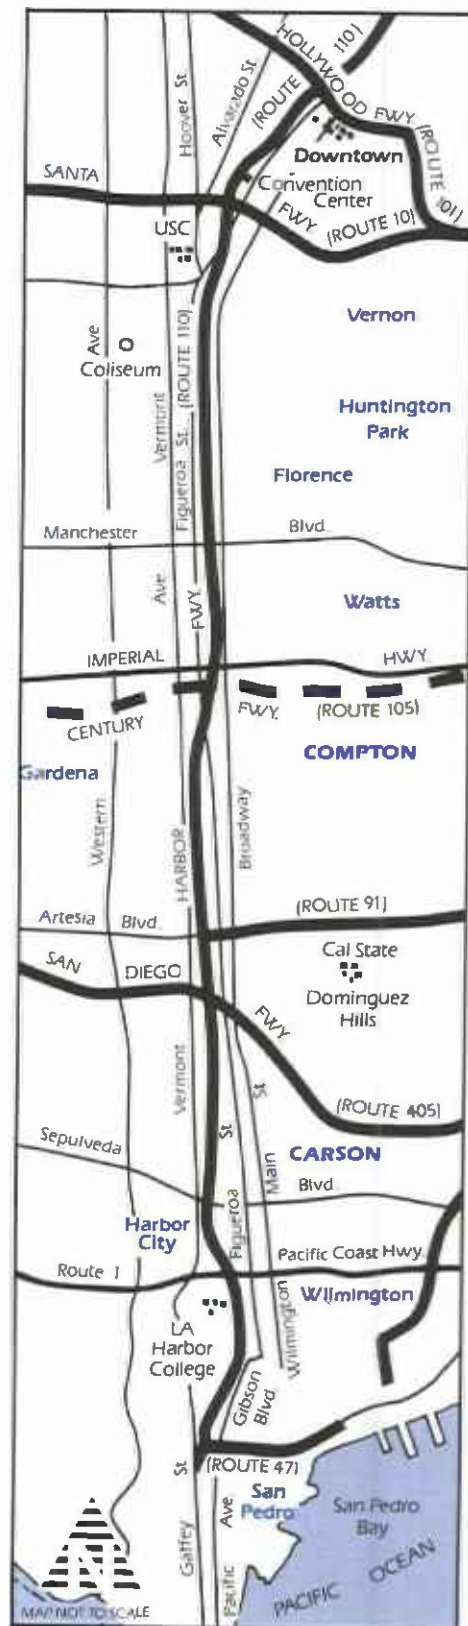 HOLLYWOOD FWY (ROUTE 101)
(ROUTE 110)
Hoover St
Alvarado St
Downtown
SANTA
Convention
Center
FWY (ROUTE 10)
USC
Vernon
Ave
Coliseum
Vermont
Figueroa St. (ROUTE 110)
Huntington
Park
Florence
Manchester Blvd
Ave
FWY.
Watts
IMPERIAL HWY.
CENTURY FWY. (ROUTE 105)
COMPTON
Gardena
Western
HARBOR
Broadway
Artesia Blvd.
(ROUTE 91)
SAN DIEGO FWY
Cal State
Dominguez
Hills
Vermont
St
(ROUTE 405)
Sepulveda Blvd
St
Main
CARSON
Figueroa
Harbor
City
Pacific Coast Hwy
Route 1
Wilmington
Wilmington
LA
Harbor
College
Gibson
Blvd
St
(ROUTE 47)
San
Pedro
San Pedro
Bay
Gaffey
Ave
Pacific
PACIFIC OCEAN
N
MAP NOT TO SCALE